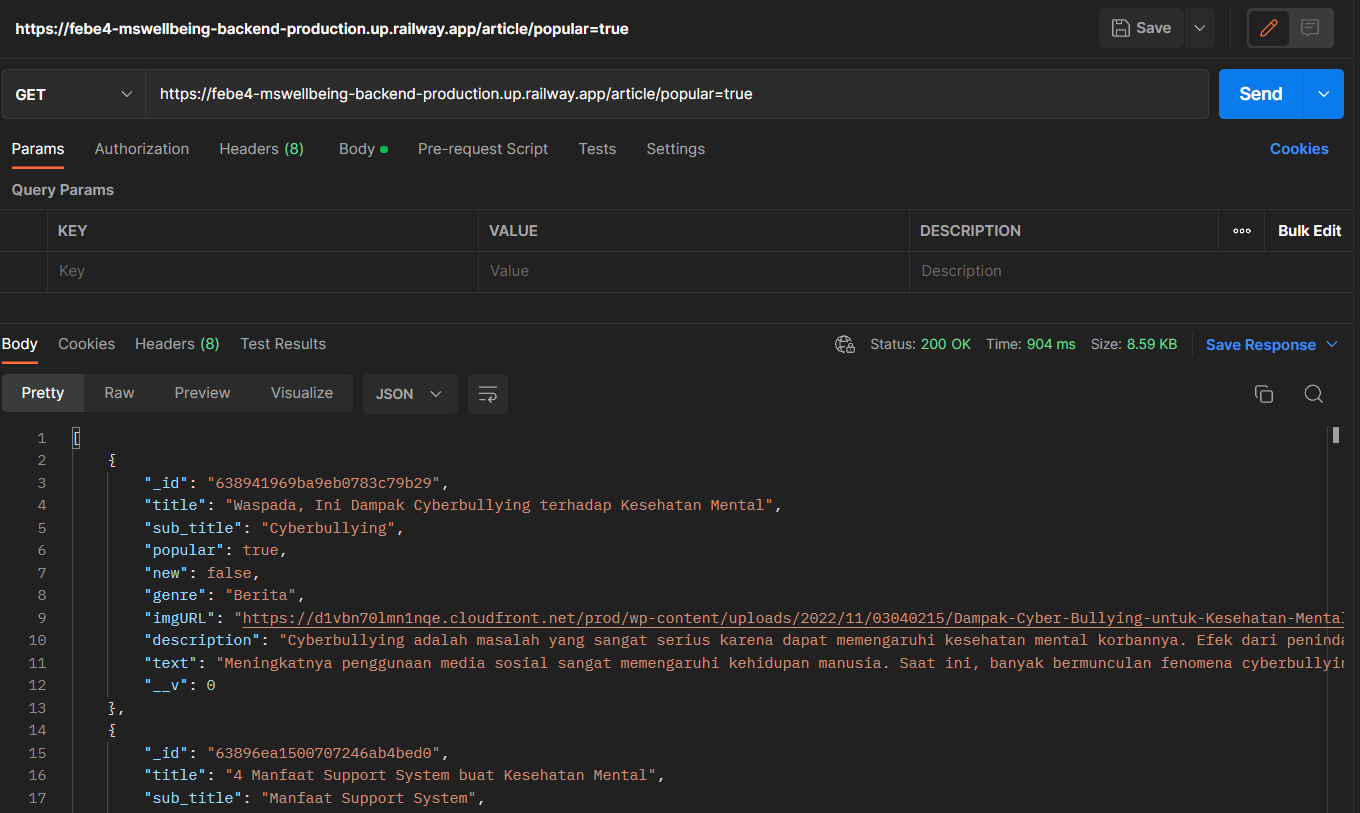 https://febe4-mswellbeing-backend-production.up.railway.app/article/popular=true
Save
GET
https://febe4-mswellbeing-backend-production.up.railway.app/article/popular=true
Send
Params Authorization Headers (8) Body Pre-request Script Tests Settings Cookies
Query Params
KEY VALUE DESCRIPTION Bulk Edit
Key Value Description
Body Cookies Headers (8) Test Results Status: 200 OK Time: 904 ms Size: 8.59 KB Save Response
Pretty Raw Preview Visualize JSON
1 [
2 {
3 "_id": "638941969ba9eb0783c79b29",
4 "title": "Waspada, Ini Dampak Cyberbullying terhadap Kesehatan Mental",
5 "sub_title": "Cyberbullying",
6 "popular": true,
7 "new": false,
8 "genre": "Berita",
9 "imgURL": "https://d1vbn70lmn1nqe.cloudfront.net/prod/wp-content/uploads/2022/11/03040215/Dampak-Cyber-Bullying-untuk-Kesehatan-Mental
10 "description": "Cyberbullying adalah masalah yang sangat serius karena dapat memengaruhi kesehatan mental korbannya. Efek dari peninda
11 "text": "Meningkatnya penggunaan media sosial sangat memengaruhi kehidupan manusia. Saat ini, banyak bermunculan fenomena cyberbullyin
12 "__v": 0
13 },
14 {
15 "_id": "63896ea1500707246ab4bed0",
16 "title": "4 Manfaat Support System buat Kesehatan Mental",
17 "sub_title": "Manfaat Support System",